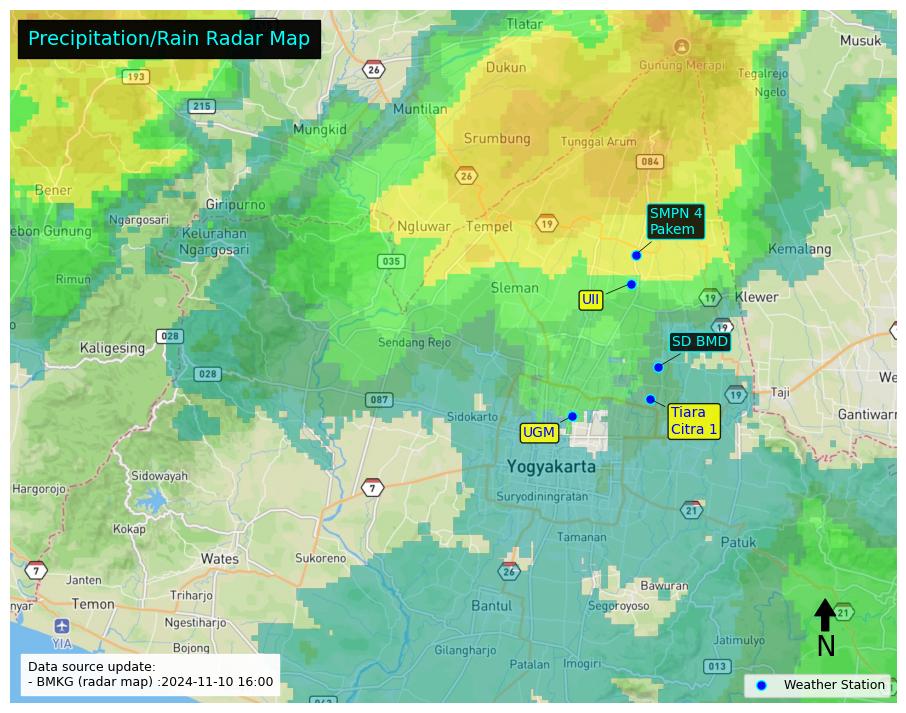 Precipitation/Rain Radar Map
Tlatar
Musuk
26
Dukun
Gunung Merapi
193
Tegalrejo
Ngelo
215
Muntilan
Mungkid
Srumbung
Tunggal Arum
084
26
Bener
Giripurno
Ngargosari
SMPN 4
Pakem
Ngluwar
Tempel
19
ebon Gunung
Kelurahan
Ngargosari
Kemalang
035
Rimun
Sleman
UII
19
Klewer
028
19
Kaligesing
Sendang Rejo
SD BMD
028
We
19
Taji
087
Sidokarto
Tiara
Citra 1
Gantiwarn
UGM
Yogyakarta
Sidowayah
Hargorojo
7
Suryodiningratan
21
Kopak
Tamanan
Patuk
Wates
Sukoreno
7
26
Janten
Bawuran
nyar
Temon
Triharjo
Bantul
Segoroyoso
21
Ngestiharjo
YIA
N
Jatimulyo
Bojong
Gilangharjo
Patalan
Imogiri
013
Data source update:
- BMKG (radar map) :2024-11-10 16:00
Weather Station